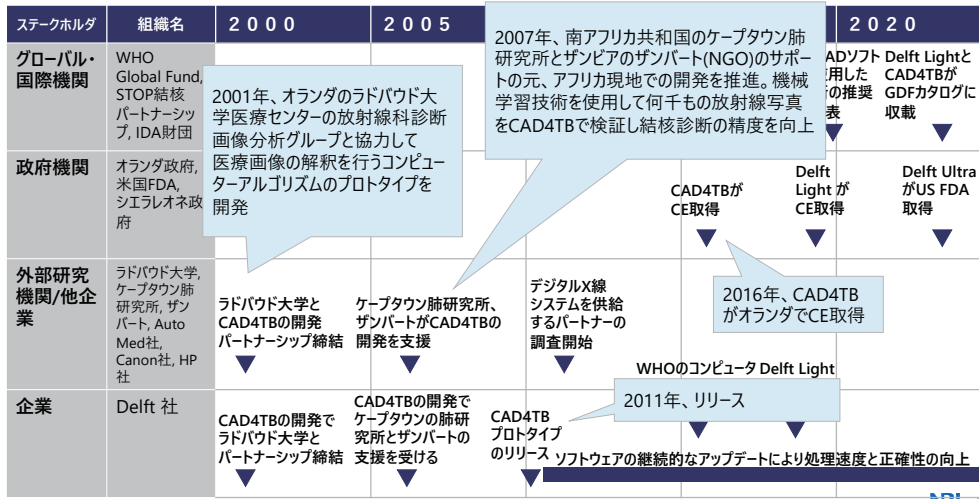 ステークホルダ
組織名
2000
2005
2020
グローバル・
国際機関
WHO
Global Fund,
STOP結核
パートナーシッ
プ, IDA財団
2001年、オランダのラドバウド大
学医療センターの放射線科診断
画像分析グループと協力して
医療画像の解釈を行うコンピュ
ーターアルゴリズムのプロトタイプを
開発
2007年、南アフリカ共和国のケープタウン肺
研究所とザンビアのザンバート(NGO)のサポー
トの元、アフリカ現地での開発を推進。機械
学習技術を使用して何千もの放射線写真
をCAD4TBで検証し結核診断の精度を向上
ADソフト
用した
の推奨
表
Delft Lightと
CAD4TBが
GDFカタログに
収載
政府機関
オランダ政府,
米国FDA,
シエラレオネ政
府
CAD4TBが
CE取得
Delft
Light が
CE取得
Delft Ultra
がUS FDA
取得
外部研究
機関/他企
業
ラドバウド大学,
ケープタウン肺
研究所, ザン
バート, Auto
Med社,
Canon社, HP
社
ラドバウド大学と
CAD4TBの開発
パートナーシップ締結
ケープタウン肺研究所、
ザンバートがCAD4TBの
開発を支援
デジタルX線
システムを供給
するパートナーの
調査開始
2016年、CAD4TB
がオランダでCE取得
WHOのコンピュータ Delft Light
企業
Delft 社
CAD4TBの開発で
ラドバウド大学と
パートナーシップ締結
CAD4TBの開発で
ケープタウンの肺研
究所とザンバートの
支援を受ける
CAD4TB
プロトタイプ
のリリース
2011年、リリース
ソフトウェアの継続的なアップデートにより処理速度と正確性の向上